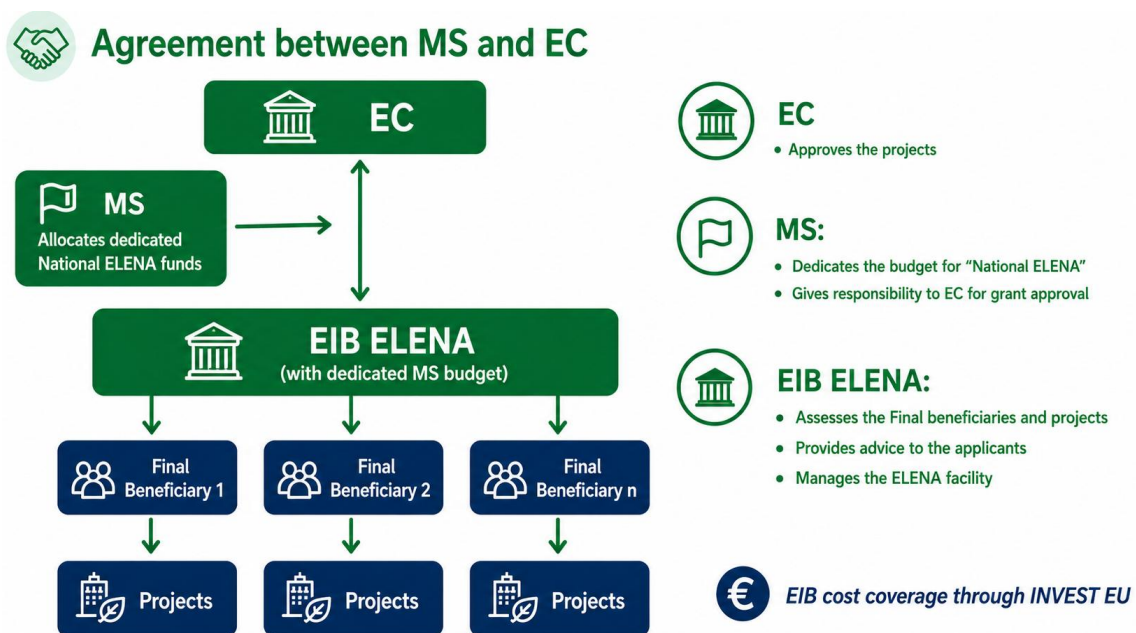 Agreement between MS and EC
EC
MS
Allocates dedicated
National ELENA funds
EIB ELENA
(with dedicated MS budget)
Final
Beneficiary 1
Final
Beneficiary 2
Final
Beneficiary n
Projects
Projects
Projects
EC
• Approves the projects
MS:
• Dedicates the budget for “National ELENA”
• Gives responsibility to EC for grant approval
EIB ELENA:
• Assesses the Final beneficiaries and projects
• Provides advice to the applicants
• Manages the ELENA facility
€
EIB cost coverage through INVEST EU